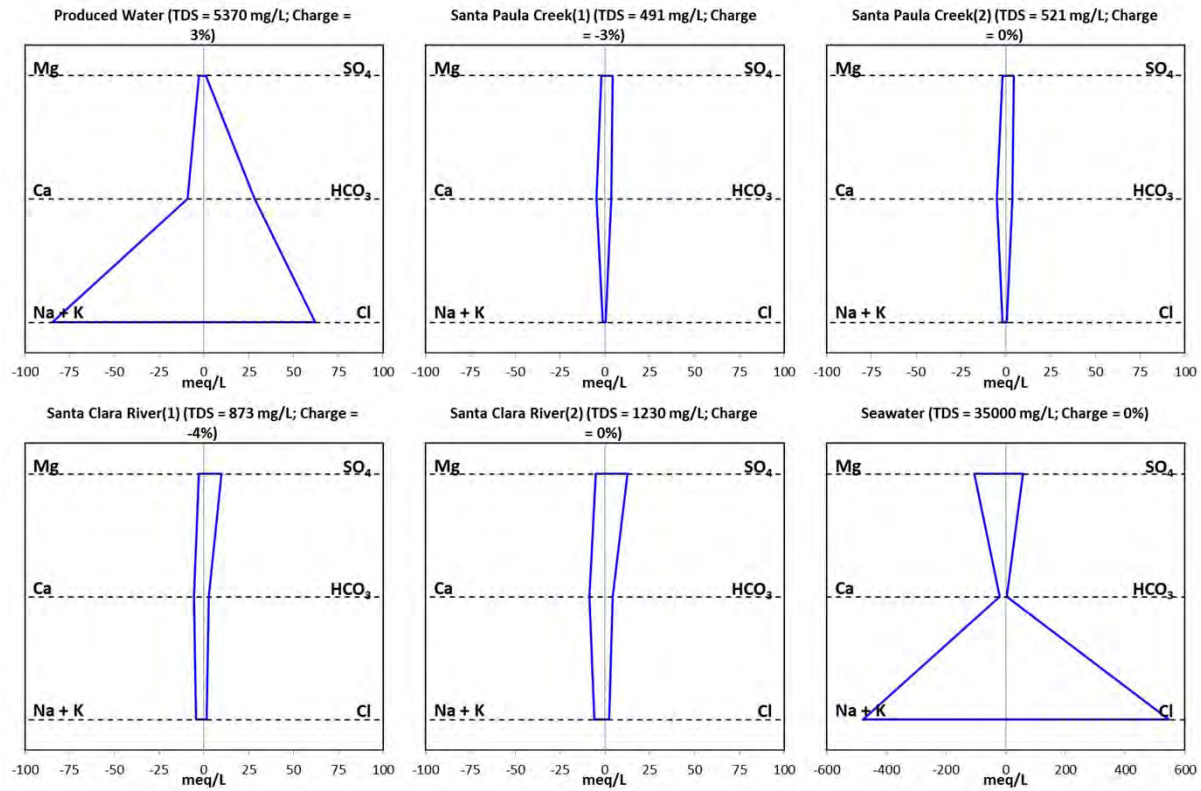 Produced Water (TDS = 5370 mg/L; Charge =
3%)
Mg SO₄
Ca HCO₃
Na + K Cl
-100 -75 -50 -25 0 25 50 75 100
meq/L
Santa Paula Creek(1) (TDS = 491 mg/L; Charge
= -3%)
Mg SO₄
Ca HCO₃
Na + K Cl
-100 -75 -50 -25 0 25 50 75 100
meq/L
Santa Paula Creek(2) (TDS = 521 mg/L; Charge
= 0%)
Mg SO₄
Ca HCO₃
Na + K Cl
-100 -75 -50 -25 0 25 50 75 100
meq/L
Santa Clara River(1) (TDS = 873 mg/L; Charge =
-4%)
Mg SO₄
Ca HCO₃
Na + K Cl
-100 -75 -50 -25 0 25 50 75 100
meq/L
Santa Clara River(2) (TDS = 1230 mg/L; Charge
= 0%)
Mg SO₄
Ca HCO₃
Na + K Cl
-100 -75 -50 -25 0 25 50 75 100
meq/L
Seawater (TDS = 35000 mg/L; Charge = 0%)
Mg SO₄
Ca HCO₃
Na + K Cl
-600 -400 -200 0 200 400 600
meq/L